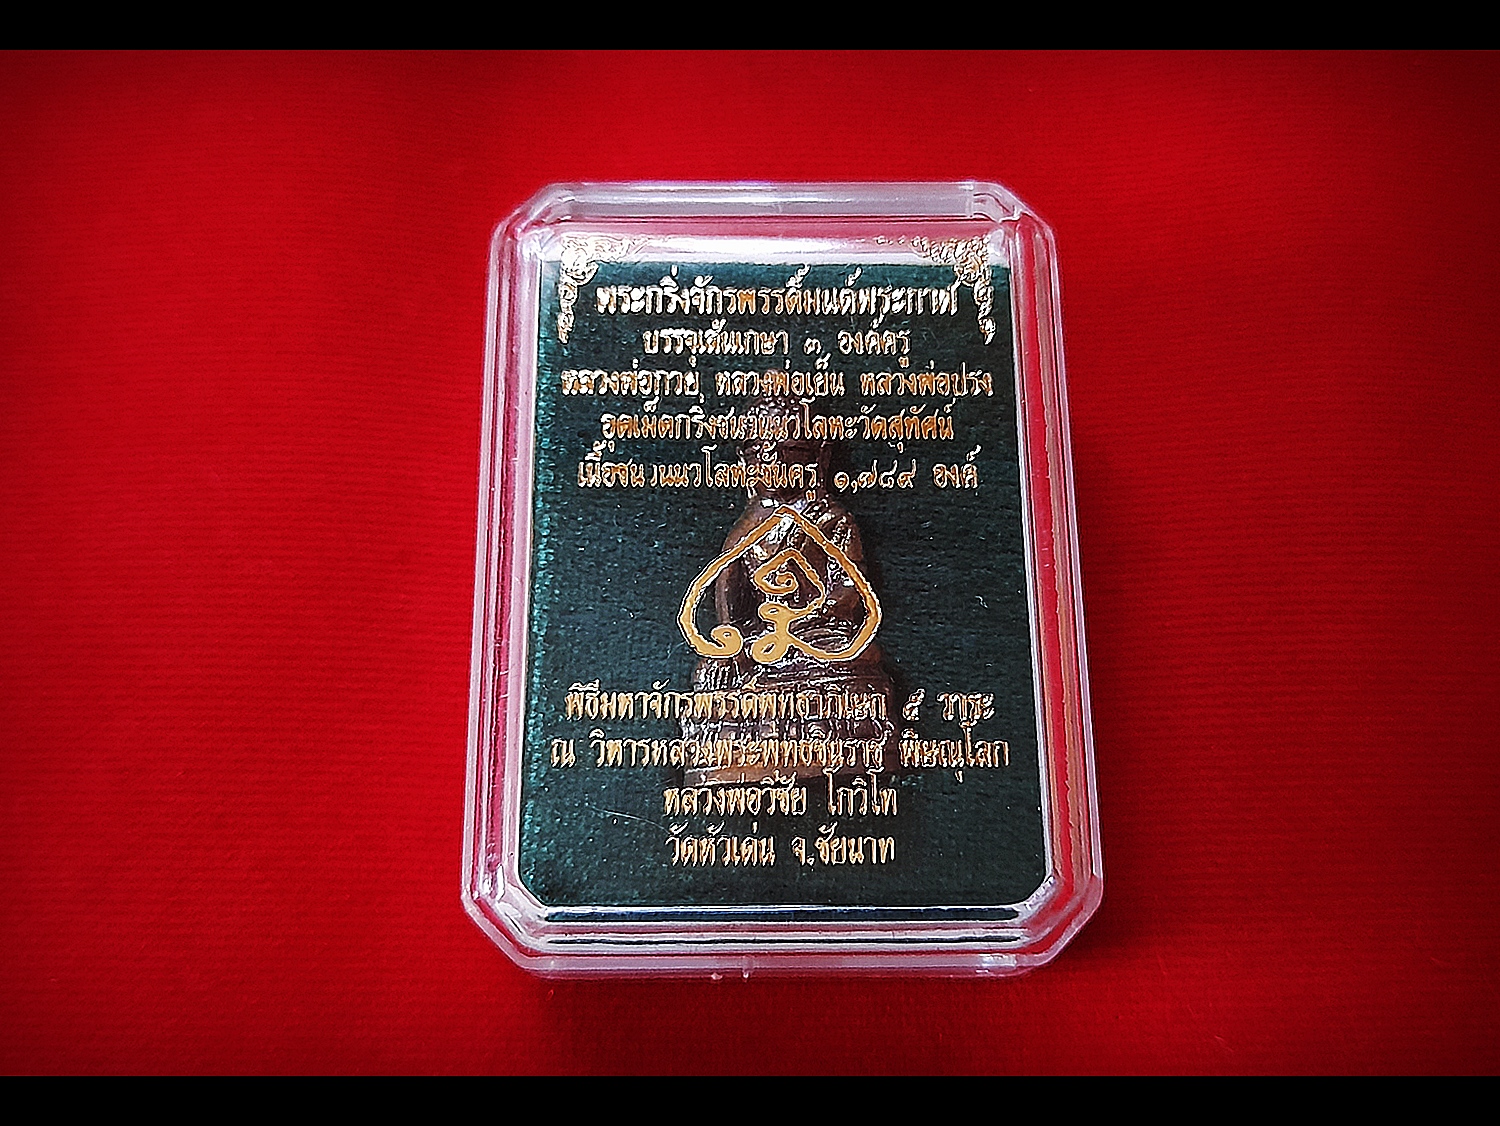 พระกริ่งจักรพรรดิ์มนต์พระกาฬ
บรรจุเส้นเกษา ๓ องค์ครู
หลวงพ่อกวย หลวงพ่อเย็น หลวงพ่อปรง
อุดเม็ดกริ่งชนวนนวโลหะวัดสุทัศน์
เนื้อชนวนนวโลหะชั้นครู ๑,๗๘๙ องค์
พิธีมหาจักรพรรดิ์พุทธาภิเษก ๕ วาระ
ณ วิหารหลวงพระพุทธชินราช พิษณุโลก
หลวงพ่อวิชัย โกวิโท
วัดหัวเด่น จ.ชัยนาท